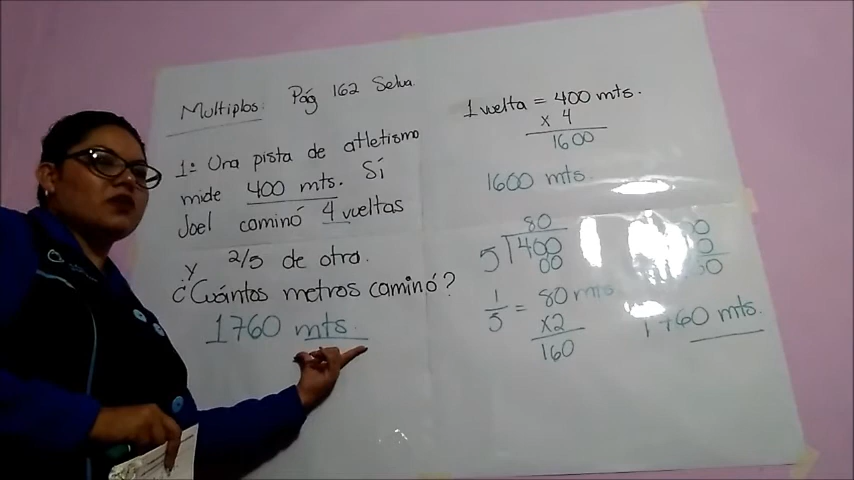 Multiplos: Pág 162 Selva.
1= Una pista de atletismo
mide 400 mts. Sí
Joel caminó 4 vueltas
y 2/5 de otro.
¿Cuántos metros caminó?
1760 mts.
1 vuelta = 400 mts.
x 4
1600
1600 mts.
80
5 400
00
1/5 = 80 mts.
x2
160
1760 mts.